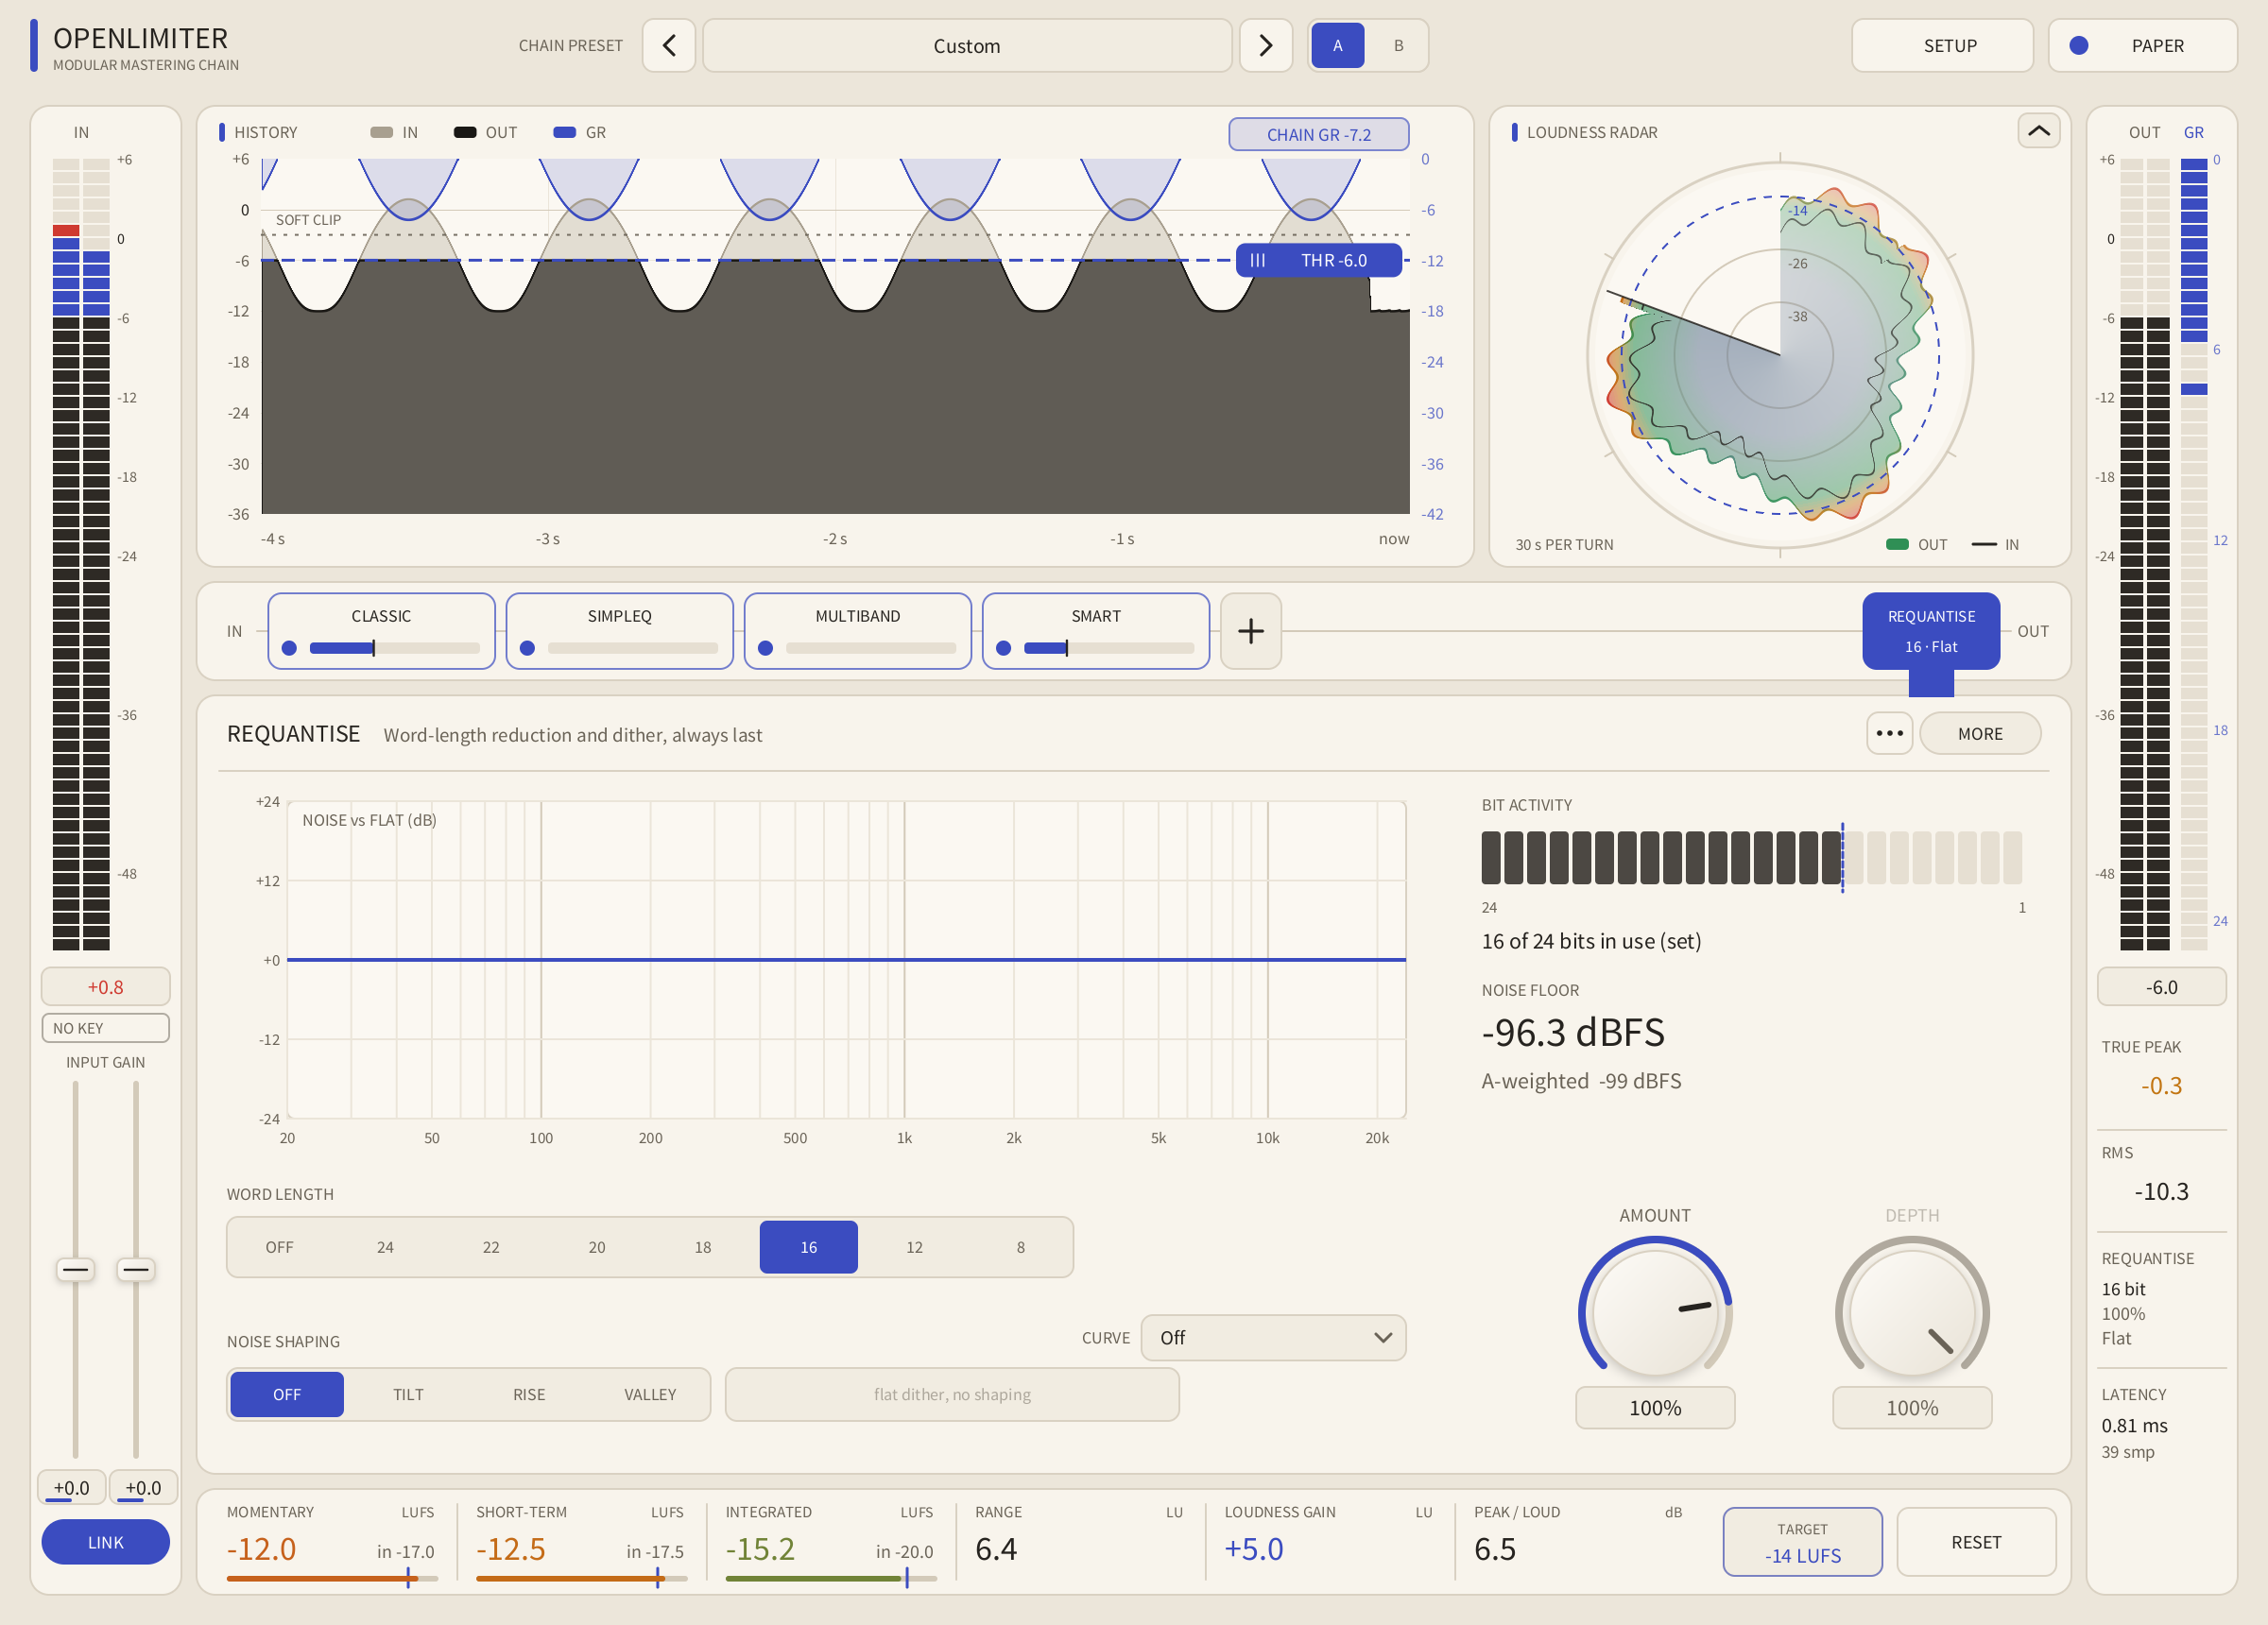 OPENLIMITER
MODULAR MASTERING CHAIN
CHAIN PRESET
Custom
A
B
SETUP
PAPER
IN
+6
0
-6
-12
-18
-24
-36
-48
+0.8
NO KEY
INPUT GAIN
+0.0
+0.0
LINK
HISTORY
IN
OUT
GR
CHAIN GR -7.2
+6
0
-6
-12
-18
-24
-30
-36
SOFT CLIP
THR -6.0
0
-6
-12
-18
-24
-30
-36
-42
-4 s
-3 s
-2 s
-1 s
now
LOUDNESS RADAR
-14
-26
-38
30 s PER TURN
OUT
IN
IN
CLASSIC
SIMPLEQ
MULTIBAND
SMART
REQUANTISE
16 · Flat
OUT
REQUANTISE
Word-length reduction and dither, always last
MORE
NOISE vs FLAT (dB)
+24
+12
+0
-12
-24
20
50
100
200
500
1k
2k
5k
10k
20k
BIT ACTIVITY
24
1
16 of 24 bits in use (set)
NOISE FLOOR
-96.3 dBFS
A-weighted -99 dBFS
WORD LENGTH
OFF
24
22
20
18
16
12
8
NOISE SHAPING
CURVE
Off
OFF
TILT
RISE
VALLEY
flat dither, no shaping
AMOUNT
100%
DEPTH
100%
MOMENTARY
LUFS
-12.0
in -17.0
SHORT-TERM
LUFS
-12.5
in -17.5
INTEGRATED
LUFS
-15.2
in -20.0
RANGE
LU
6.4
LOUDNESS GAIN
LU
+5.0
PEAK / LOUD
dB
6.5
TARGET
-14 LUFS
RESET
OUT
GR
+6
0
-6
-12
-18
-24
-36
-48
0
6
12
18
24
-6.0
TRUE PEAK
-0.3
RMS
-10.3
REQUANTISE
16 bit
100%
Flat
LATENCY
0.81 ms
39 smp